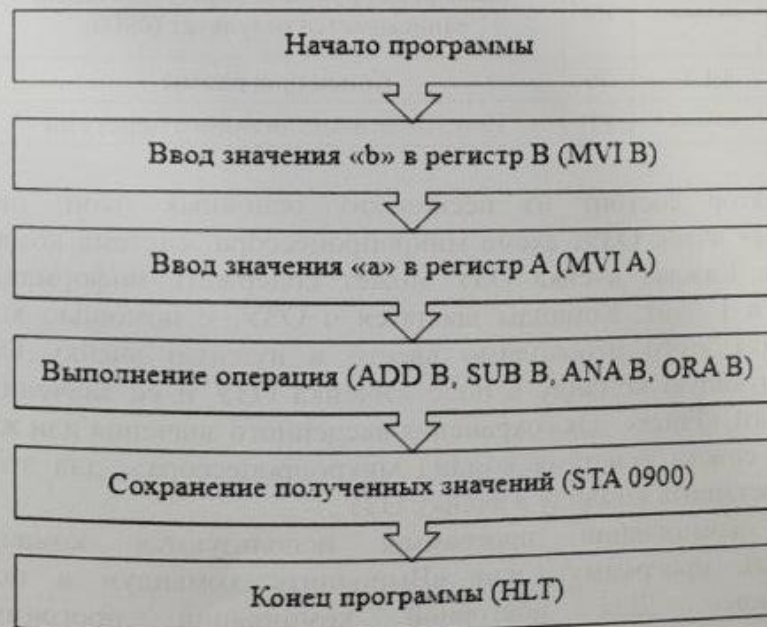 Начало программы
Ввод значения «b» в регистр В (MVI B)
Ввод значения «a» в регистр А (MVI A)
Выполнение операция (ADD B, SUB B, ANA B, ORA B)
Сохранение полученных значений (STA 0900)
Конец программы (HLT)